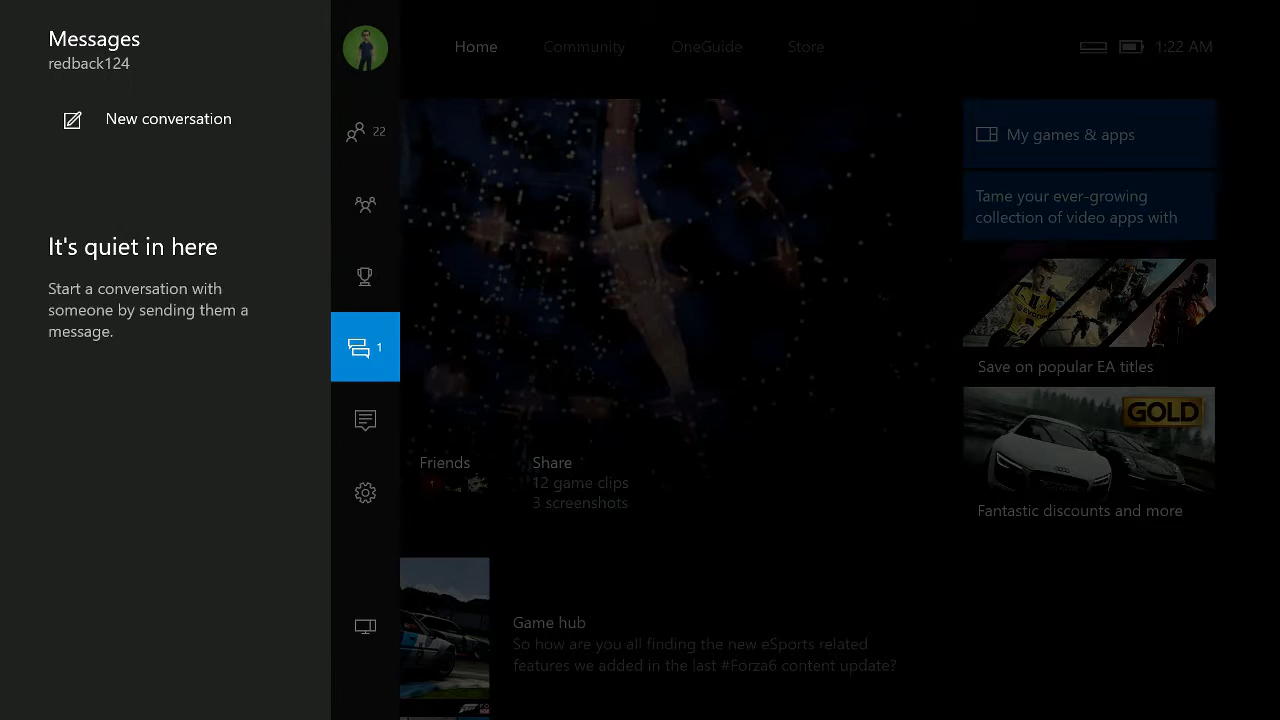 Messages
redback124
New conversation
It's quiet in here
Start a conversation with
someone by sending them a
message.
22
1
Home
Community
OneGuide
Store
1:22 AM
My games & apps
Tame your ever-growing
collection of video apps with
Save on popular EA titles
GOLD
Fantastic discounts and more
Friends
Share
12 game clips
3 screenshots
Game hub
So how are you all finding the new eSports related
features we added in the last #Forza6 content update?